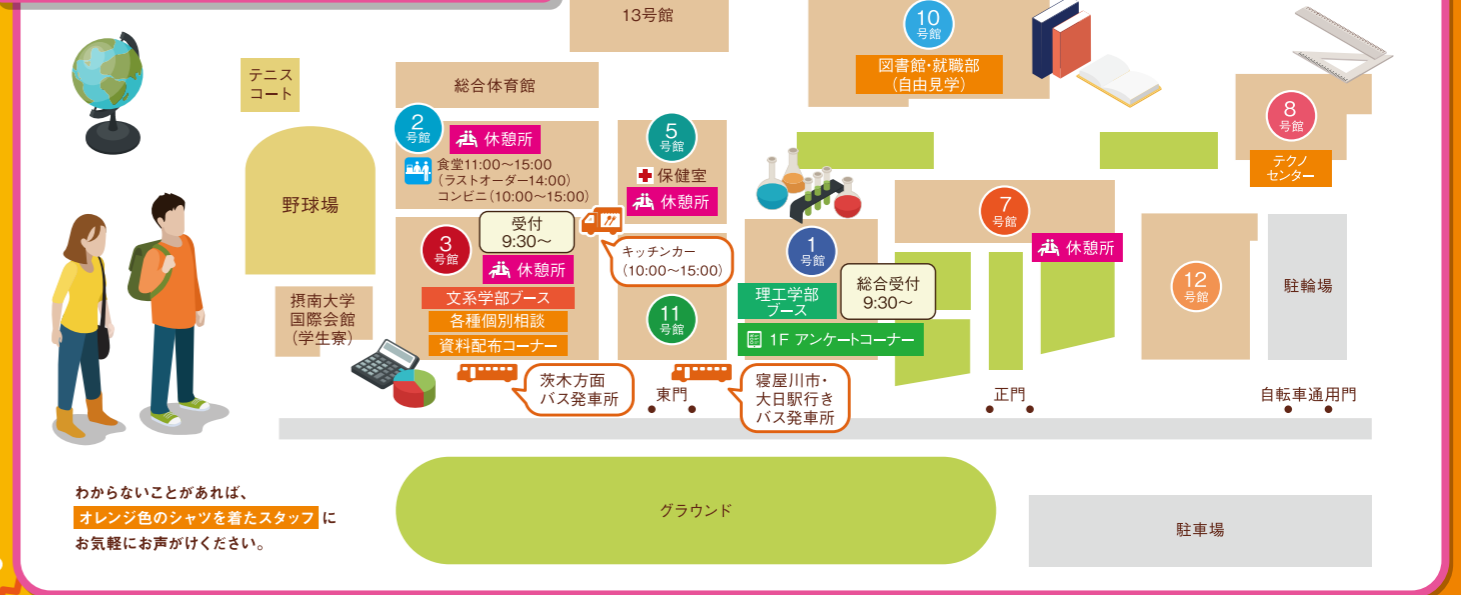 13号館
10
号館
図書館・就職部
(自由見学)
テニス
コート
総合体育館
2
号館
休憩所
食堂11:00〜15:00
(ラストオーダー14:00)
コンビニ(10:00〜15:00)
5
号館
保健室
休憩所
8
号館
テクノ
センター
野球場
3
号館
受付
9:30〜
休憩所
文系学部ブース
各種個別相談
資料配布コーナー
キッチンカー
(10:00〜15:00)
11
号館
1
号館
総合受付
9:30〜
理工学部
ブース
1F アンケートコーナー
7
号館
休憩所
12
号館
駐輪場
摂南大学
国際会館
(学生寮)
茨木方面
バス発車所
東門
寝屋川市・
大日駅行き
バス発車所
正門
自転車通用門
グラウンド
駐車場
わからないことがあれば、
オレンジ色のシャツを着たスタッフ に
お気軽にお声がけください。